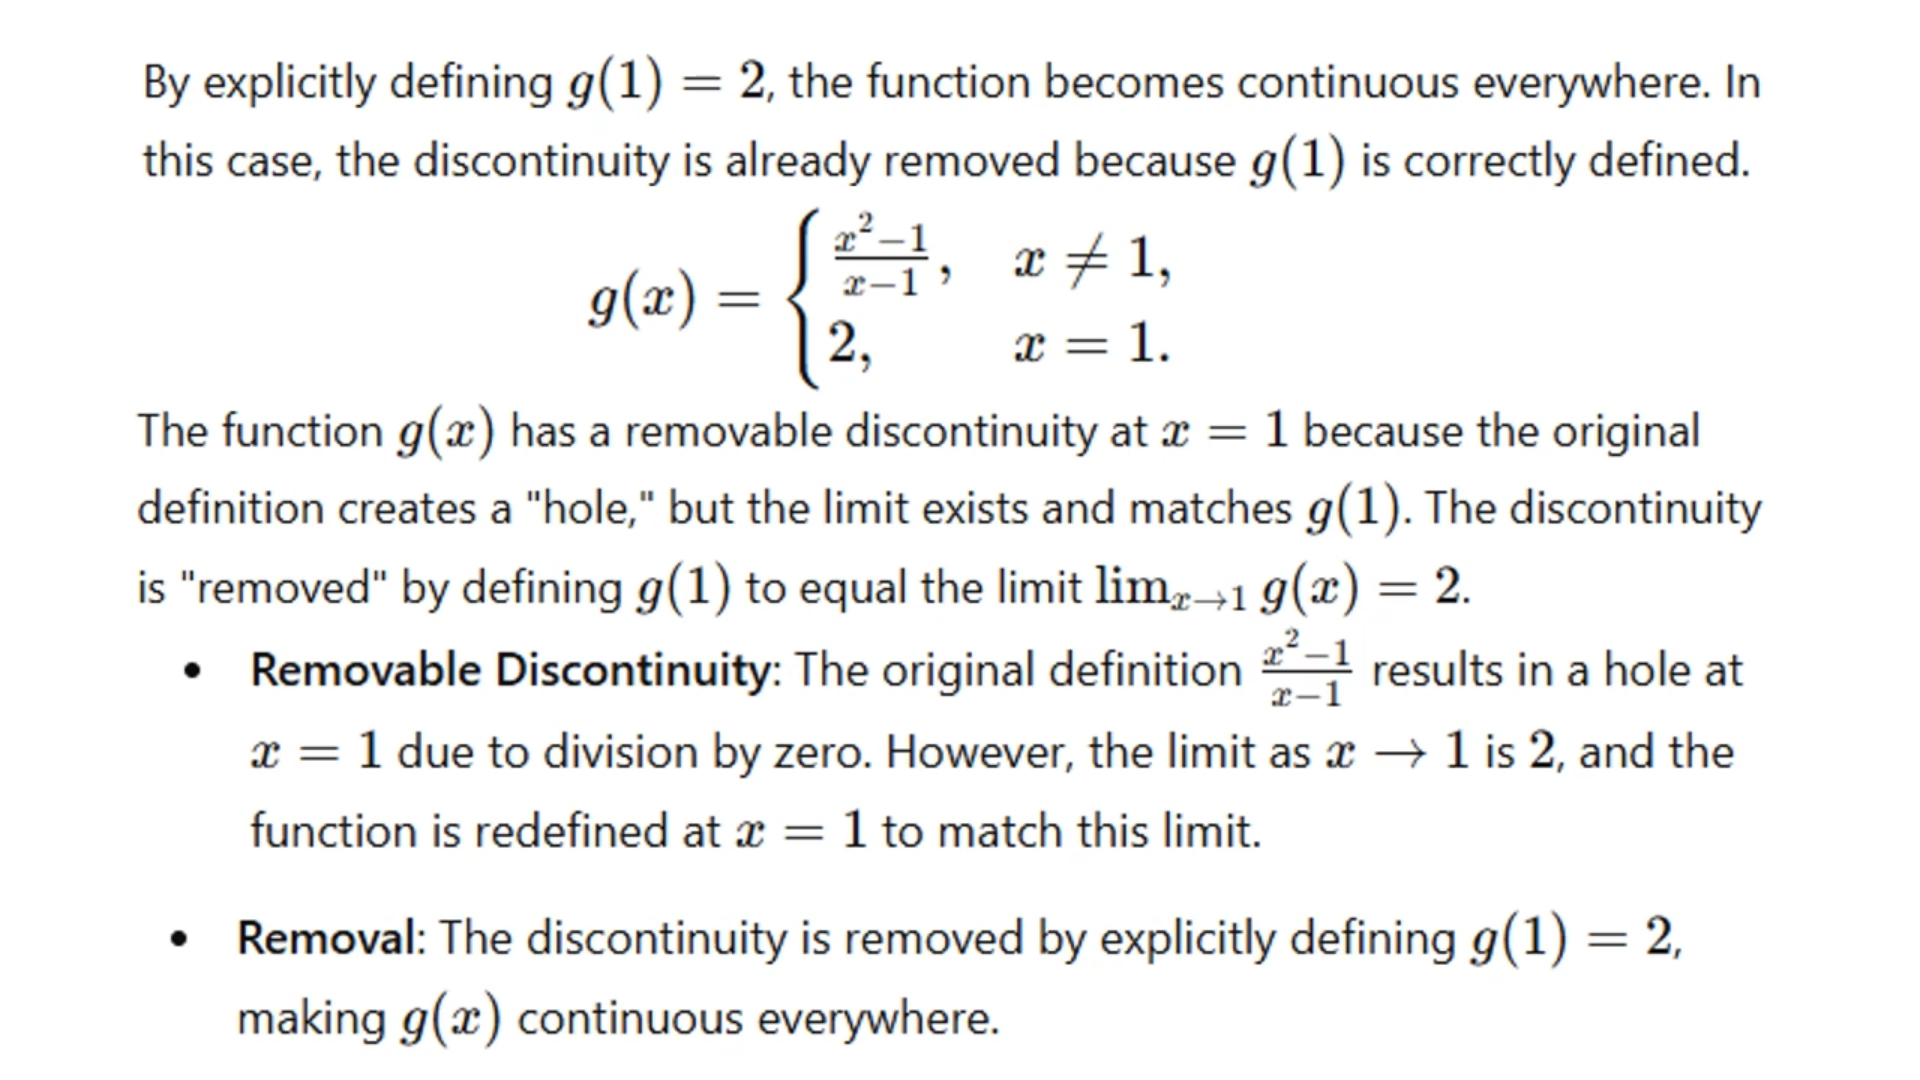 By explicitly defining g(1) = 2, the function becomes continuous everywhere. In
this case, the discontinuity is already removed because g(1) is correctly defined.
g(x) = { \frac{x^2-1}{x-1}, x ≠ 1,
2, x = 1.
The function g(x) has a removable discontinuity at x = 1 because the original
definition creates a "hole," but the limit exists and matches g(1). The discontinuity
is "removed" by defining g(1) to equal the limit lim_{x→1} g(x) = 2.
• Removable Discontinuity: The original definition \frac{x^2-1}{x-1} results in a hole at
x = 1 due to division by zero. However, the limit as x → 1 is 2, and the
function is redefined at x = 1 to match this limit.
• Removal: The discontinuity is removed by explicitly defining g(1) = 2,
making g(x) continuous everywhere.